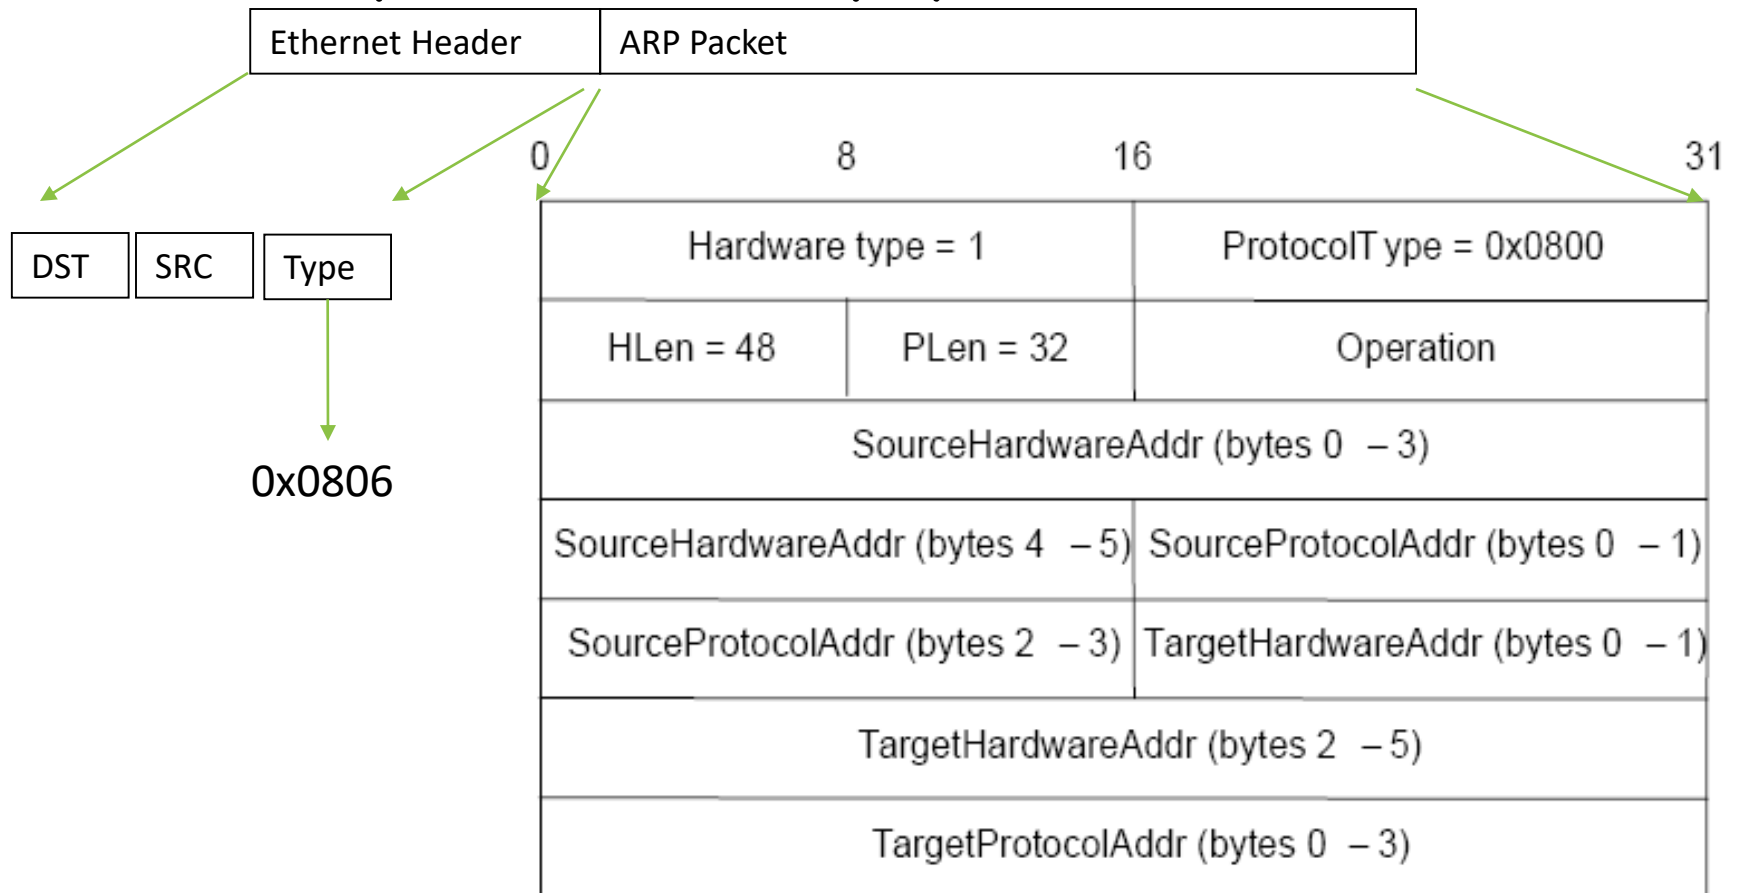 Ethernet Header ARP Packet
0 8 16 31
DST SRC Type
Hardware type = 1 ProtocolType = 0x0800
HLen = 48 PLen = 32 Operation
SourceHardwareAddr (bytes 0 – 3)
0x0806
SourceHardwareAddr (bytes 4 – 5) SourceProtocolAddr (bytes 0 – 1)
SourceProtocolAddr (bytes 2 – 3) TargetHardwareAddr (bytes 0 – 1)
TargetHardwareAddr (bytes 2 – 5)
TargetProtocolAddr (bytes 0 – 3)